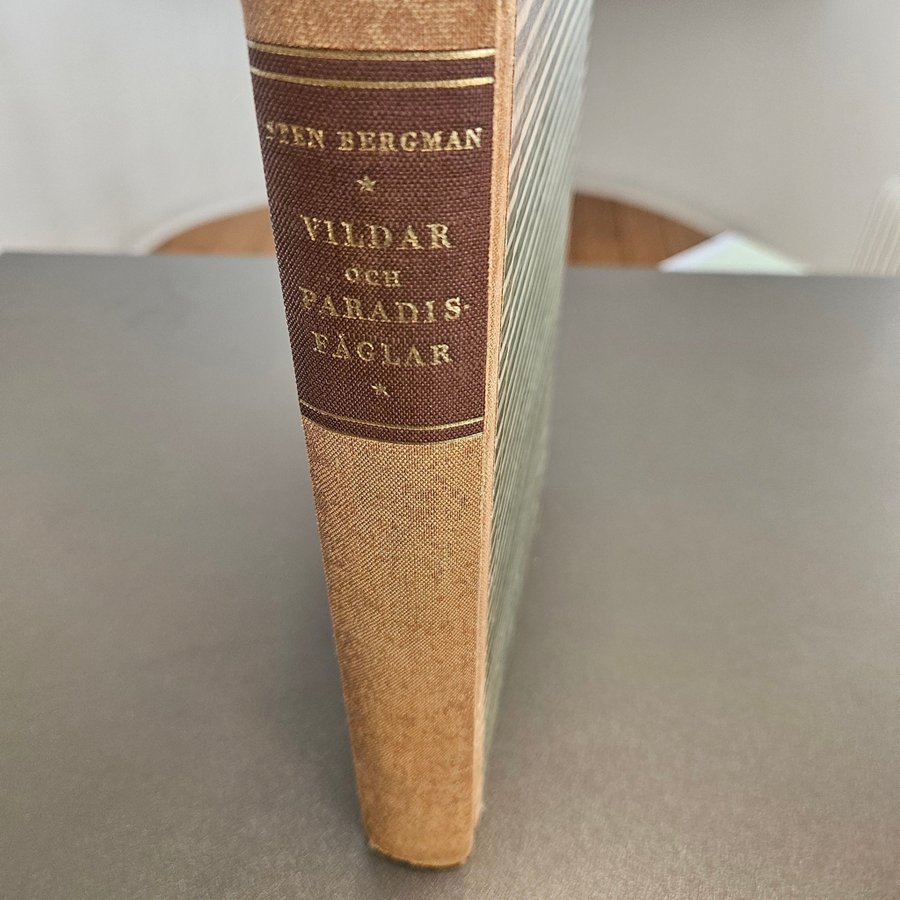 STEN BERGMAN
VILDAR
OCH
PARADIS-
FÅGLAR